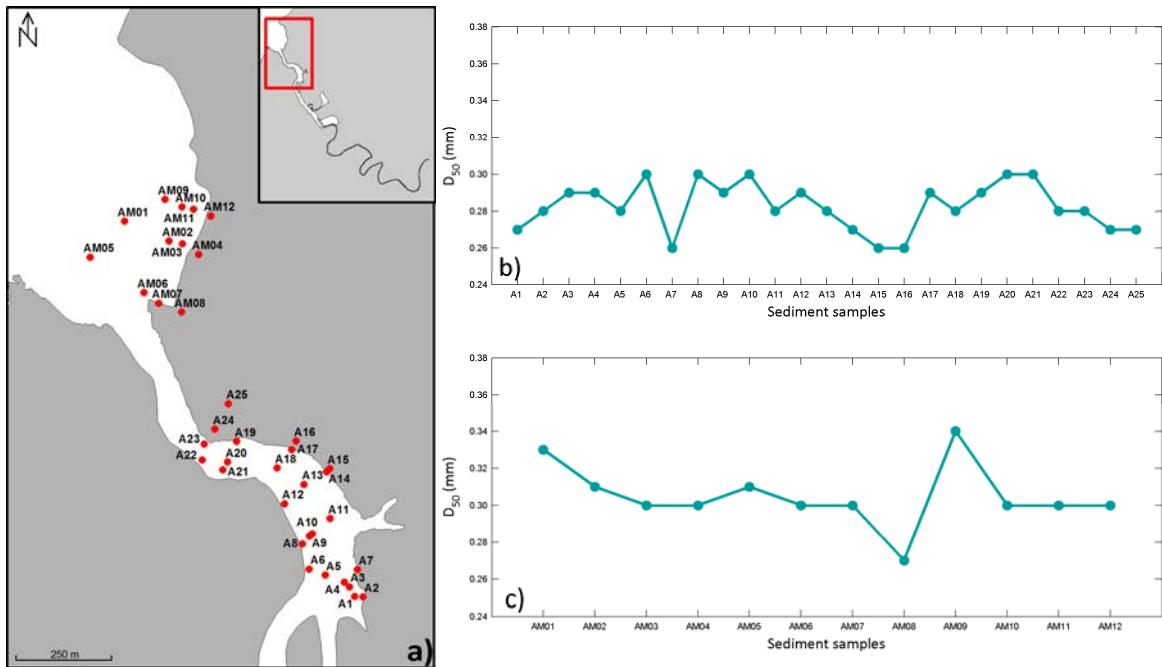 N
AM09
AM10
AM01
AM12
AM11
AM02
AM05
AM04
AM03
AM06
AM07
AM08
A25
A24
A19
A16
A23
A17
A15
A22
A20
A18
A14
A21
A13
A12
A11
A10
A8
A9
A6
A5
A7
A3
A4
A2
A1
250 m
a)
0.38
0.36
0.34
0.32
0.30
0.28
0.26
0.24
D50 (mm)
b)
A1 A2 A3 A4 A5 A6 A7 A8 A9 A10 A11 A12 A13 A14 A15 A16 A17 A18 A19 A20 A21 A22 A23 A24 A25
Sediment samples
0.38
0.36
0.34
0.32
0.30
0.28
0.26
0.24
D50 (mm)
c)
AM01 AM02 AM03 AM04 AM05 AM06 AM07 AM08 AM09 AM10 AM11 AM12
Sediment samples